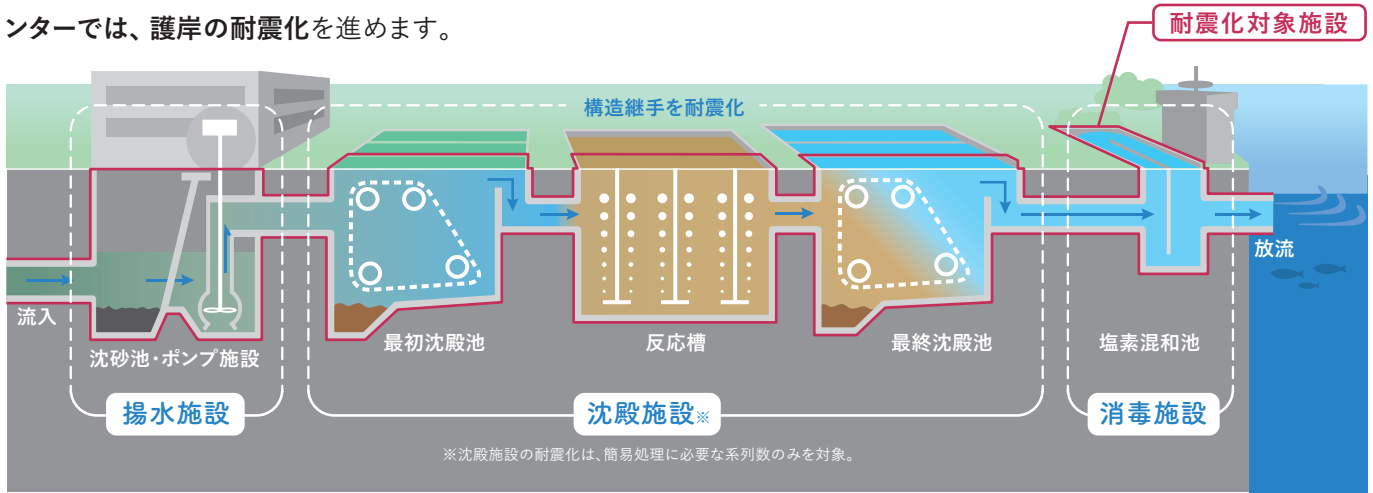 ンターでは、護岸の耐震化を進めます。
耐震化対象施設
構造継手を耐震化
流入
沈砂池・ポンプ施設
最初沈殿池
反応槽
最終沈殿池
塩素混和池
放流
揚水施設
沈殿施設※
消毒施設
※沈殿施設の耐震化は、簡易処理に必要な系列数のみを対象。